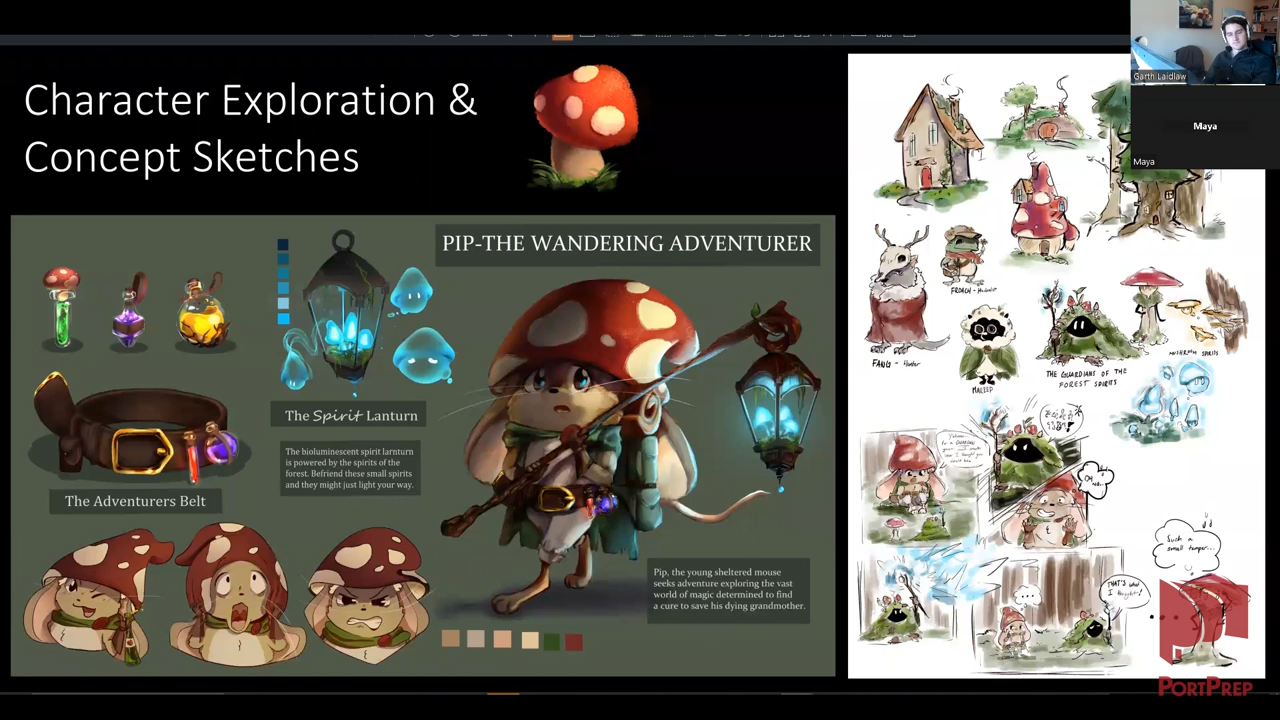 Character Exploration &
Concept Sketches
PIP-THE WANDERING ADVENTURER
The Spirit Lanturn
The bioluminescent spirit larnturn
is powered by the spirits of the
forest. Befriend these small spirits
and they might just light your way.
The Adventurers Belt
Pip, the young sheltered mouse
seeks adventure exploring the vast
world of magic determined to find
a cure to save his dying grandmother.
FANG - Hunter
MUSHROOM SPIRITS
THE GUARDIANS OF THE
FOREST SPIRITS
OH
NO...
Such a
small temper...
...
THAT'S WHAT
I thought!
PORTPREP
Garth Laidlaw
Maya
Maya